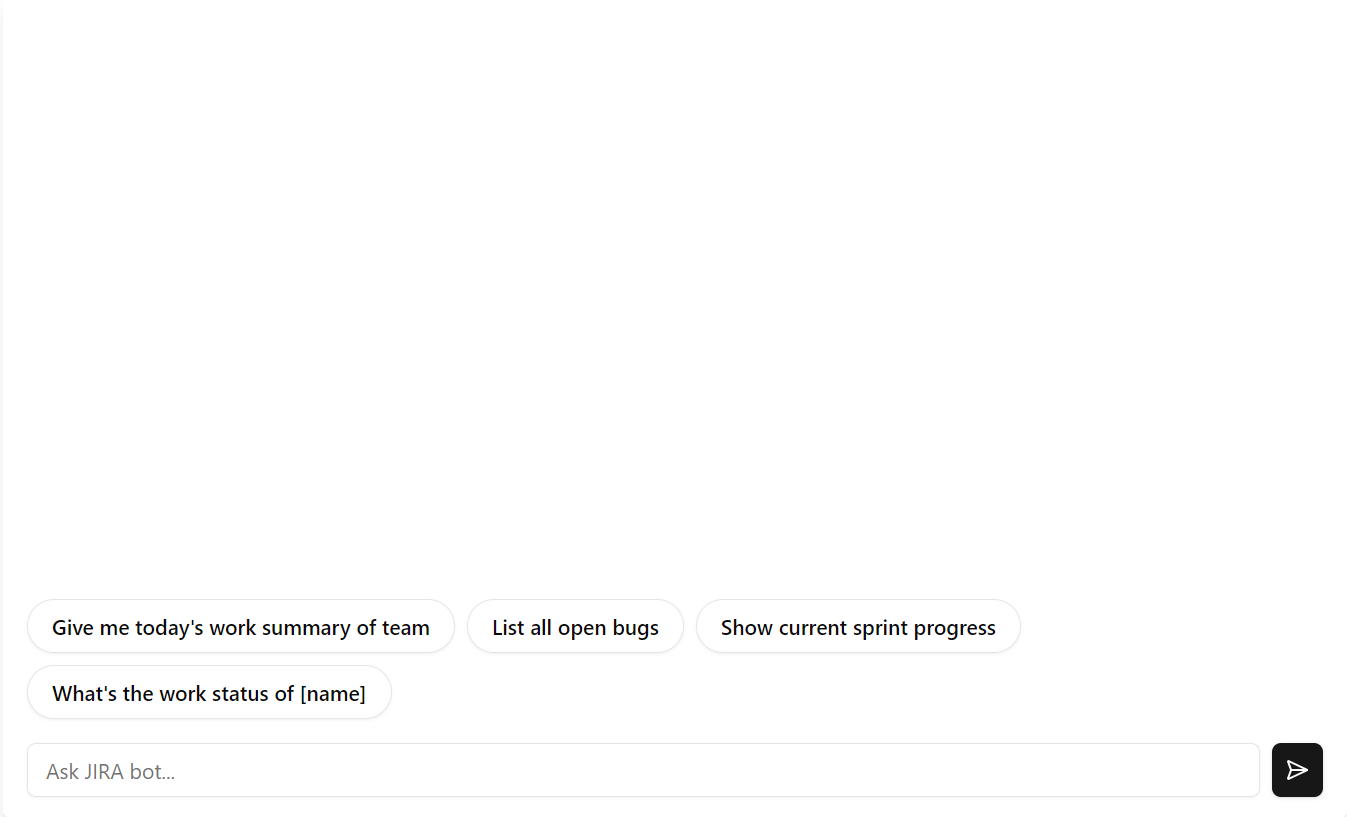 Give me today's work summary of team
List all open bugs
Show current sprint progress
What's the work status of [name]
Ask JIRA bot...